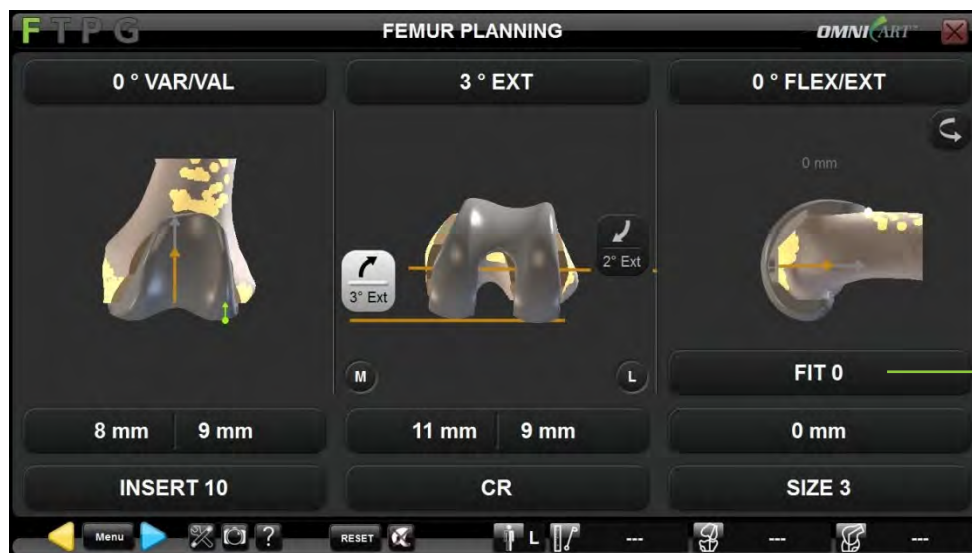 F T P G
FEMUR PLANNING
OMNI ART™
0 ° VAR/VAL
3 ° EXT
0 ° FLEX/EXT
0 mm
3° Ext
2° Ext
M
L
FIT 0
8 mm 9 mm
11 mm 9 mm
0 mm
INSERT 10
CR
SIZE 3
Menu
?
RESET
L
---
---
---